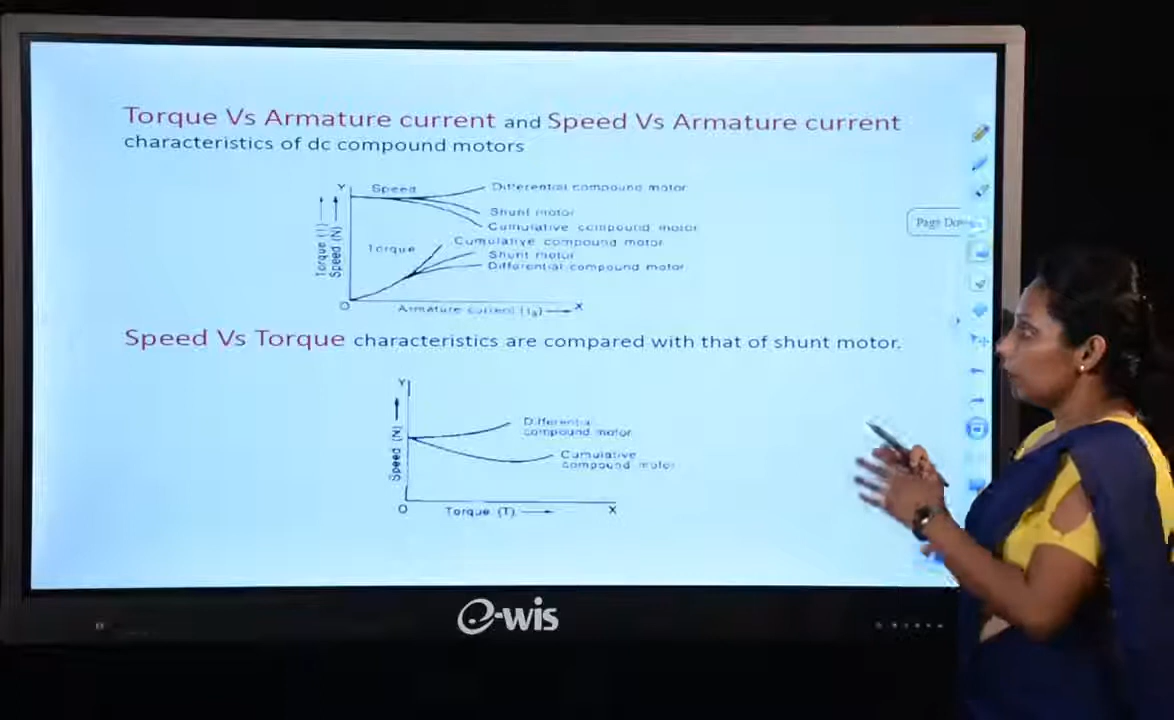 Torque Vs Armature current and Speed Vs Armature current
characteristics of dc compound motors
Y
Speed
Differential compound motor
Shunt motor
Cumulative compound motor
Torque (T)
Speed (N)
Torque
Cumulative compound motor
Shunt motor
Differential compound motor
O
Armature current (Ia)
X
Speed Vs Torque characteristics are compared with that of shunt motor.
Y
Speed (N)
Differential
compound motor
Cumulative
compound motor
O
Torque (T)
X
Page Down
e-wis